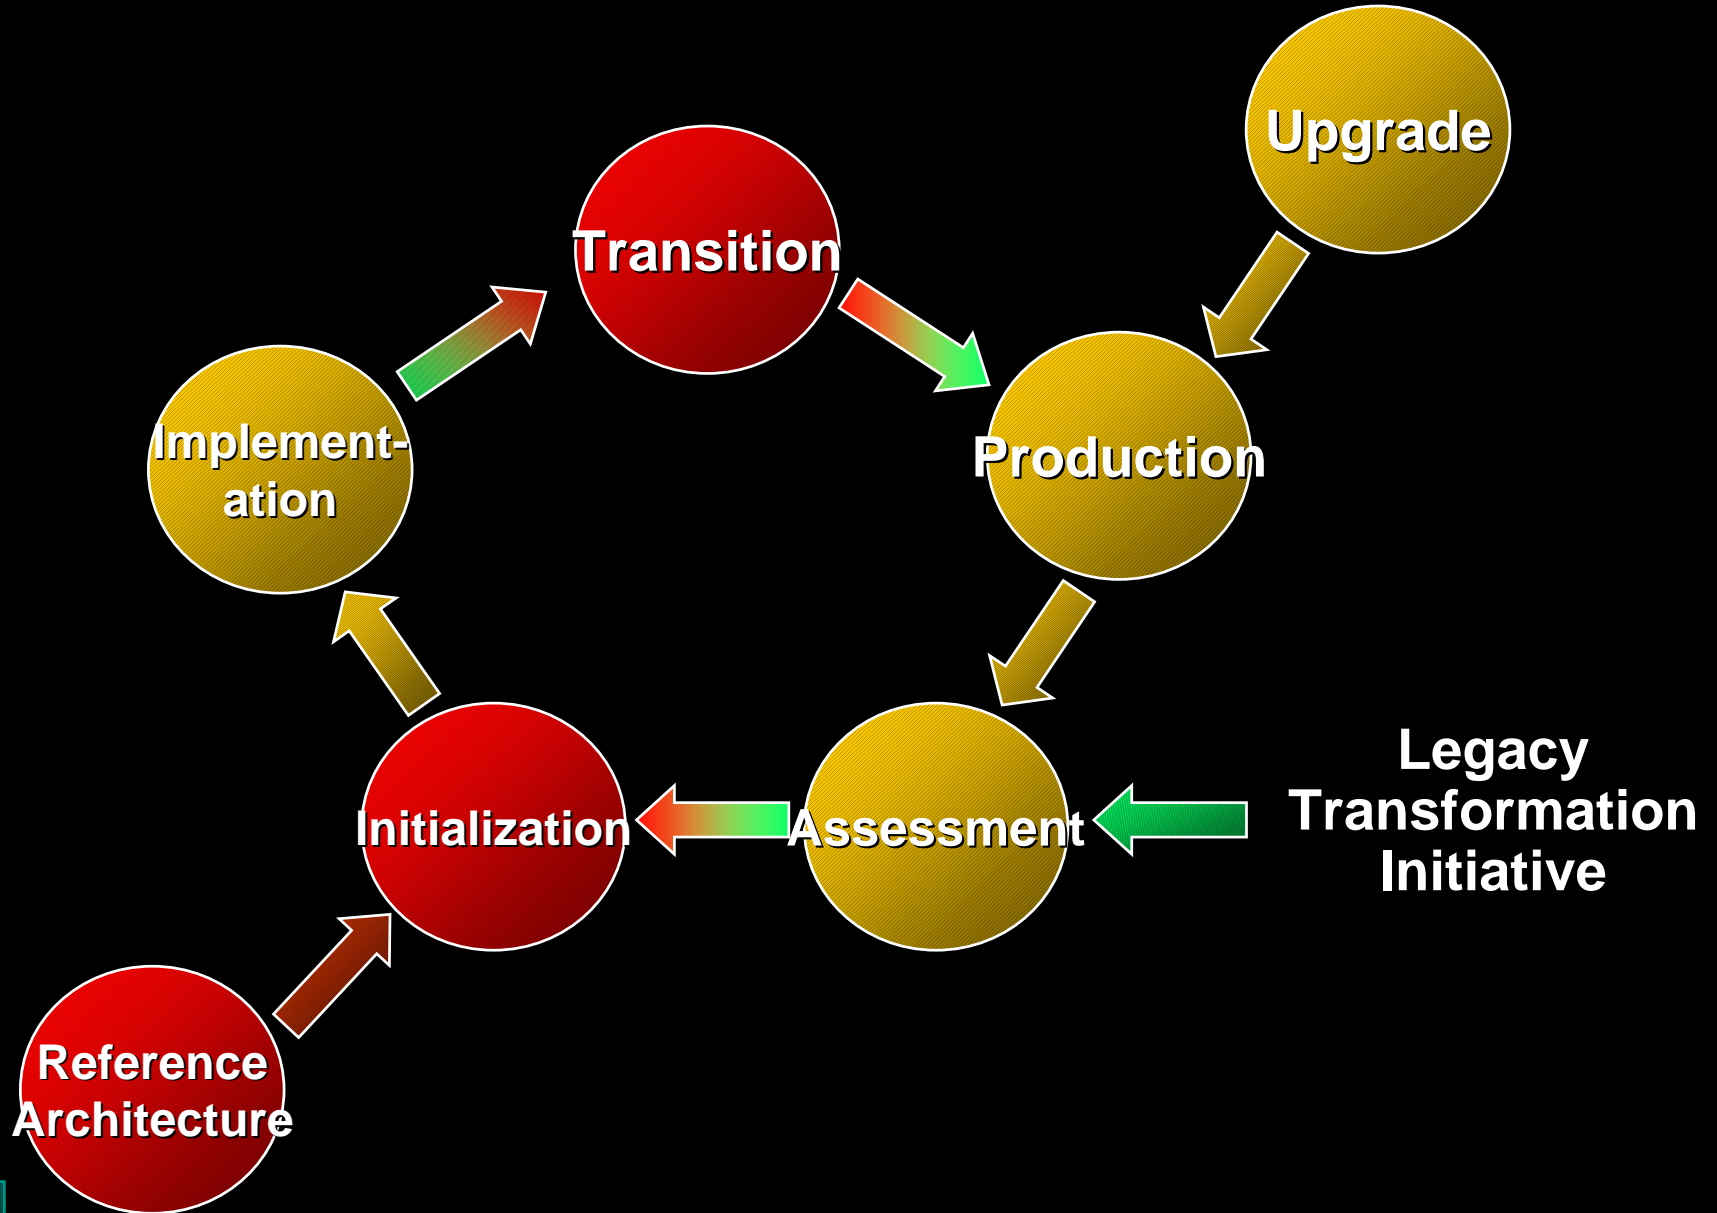 Upgrade
Transition
Implement-
ation
Production
Legacy
Transformation
Initiative
Initialization
Assessment
Reference
Architecture